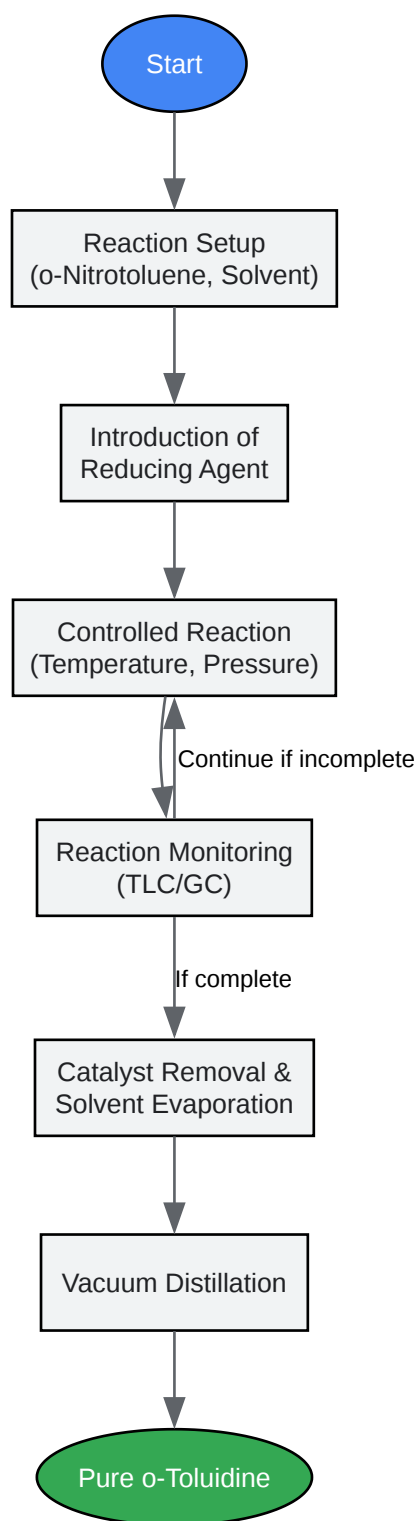 Start
Reaction Setup
(o-Nitrotoluene, Solvent)
Introduction of
Reducing Agent
Controlled Reaction
(Temperature, Pressure)
Continue if incomplete
Reaction Monitoring
(TLC/GC)
If complete
Catalyst Removal &
Solvent Evaporation
Vacuum Distillation
Pure o-Toluidine